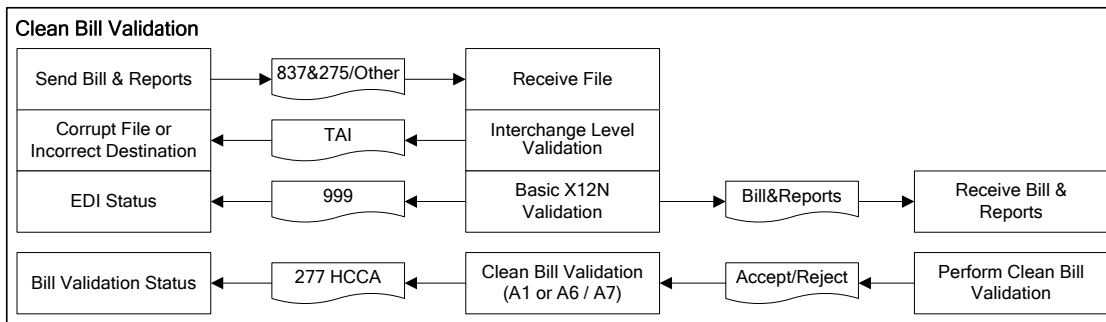 Clean Bill Validation
Send Bill & Reports
837&275/Other
Receive File
Corrupt File or
Incorrect Destination
TAI
Interchange Level
Validation
EDI Status
999
Basic X12N
Validation
Bill&Reports
Receive Bill &
Reports
Bill Validation Status
277 HCCA
Clean Bill Validation
(A1 or A6 / A7)
Accept/Reject
Perform Clean Bill
Validation